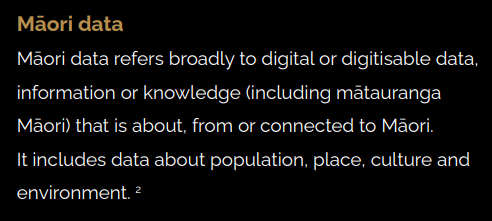 Māori data
Māori data refers broadly to digital or digitisable data,
information or knowledge (including mātauranga
Māori) that is about, from or connected to Māori.
It includes data about population, place, culture and
environment. ²